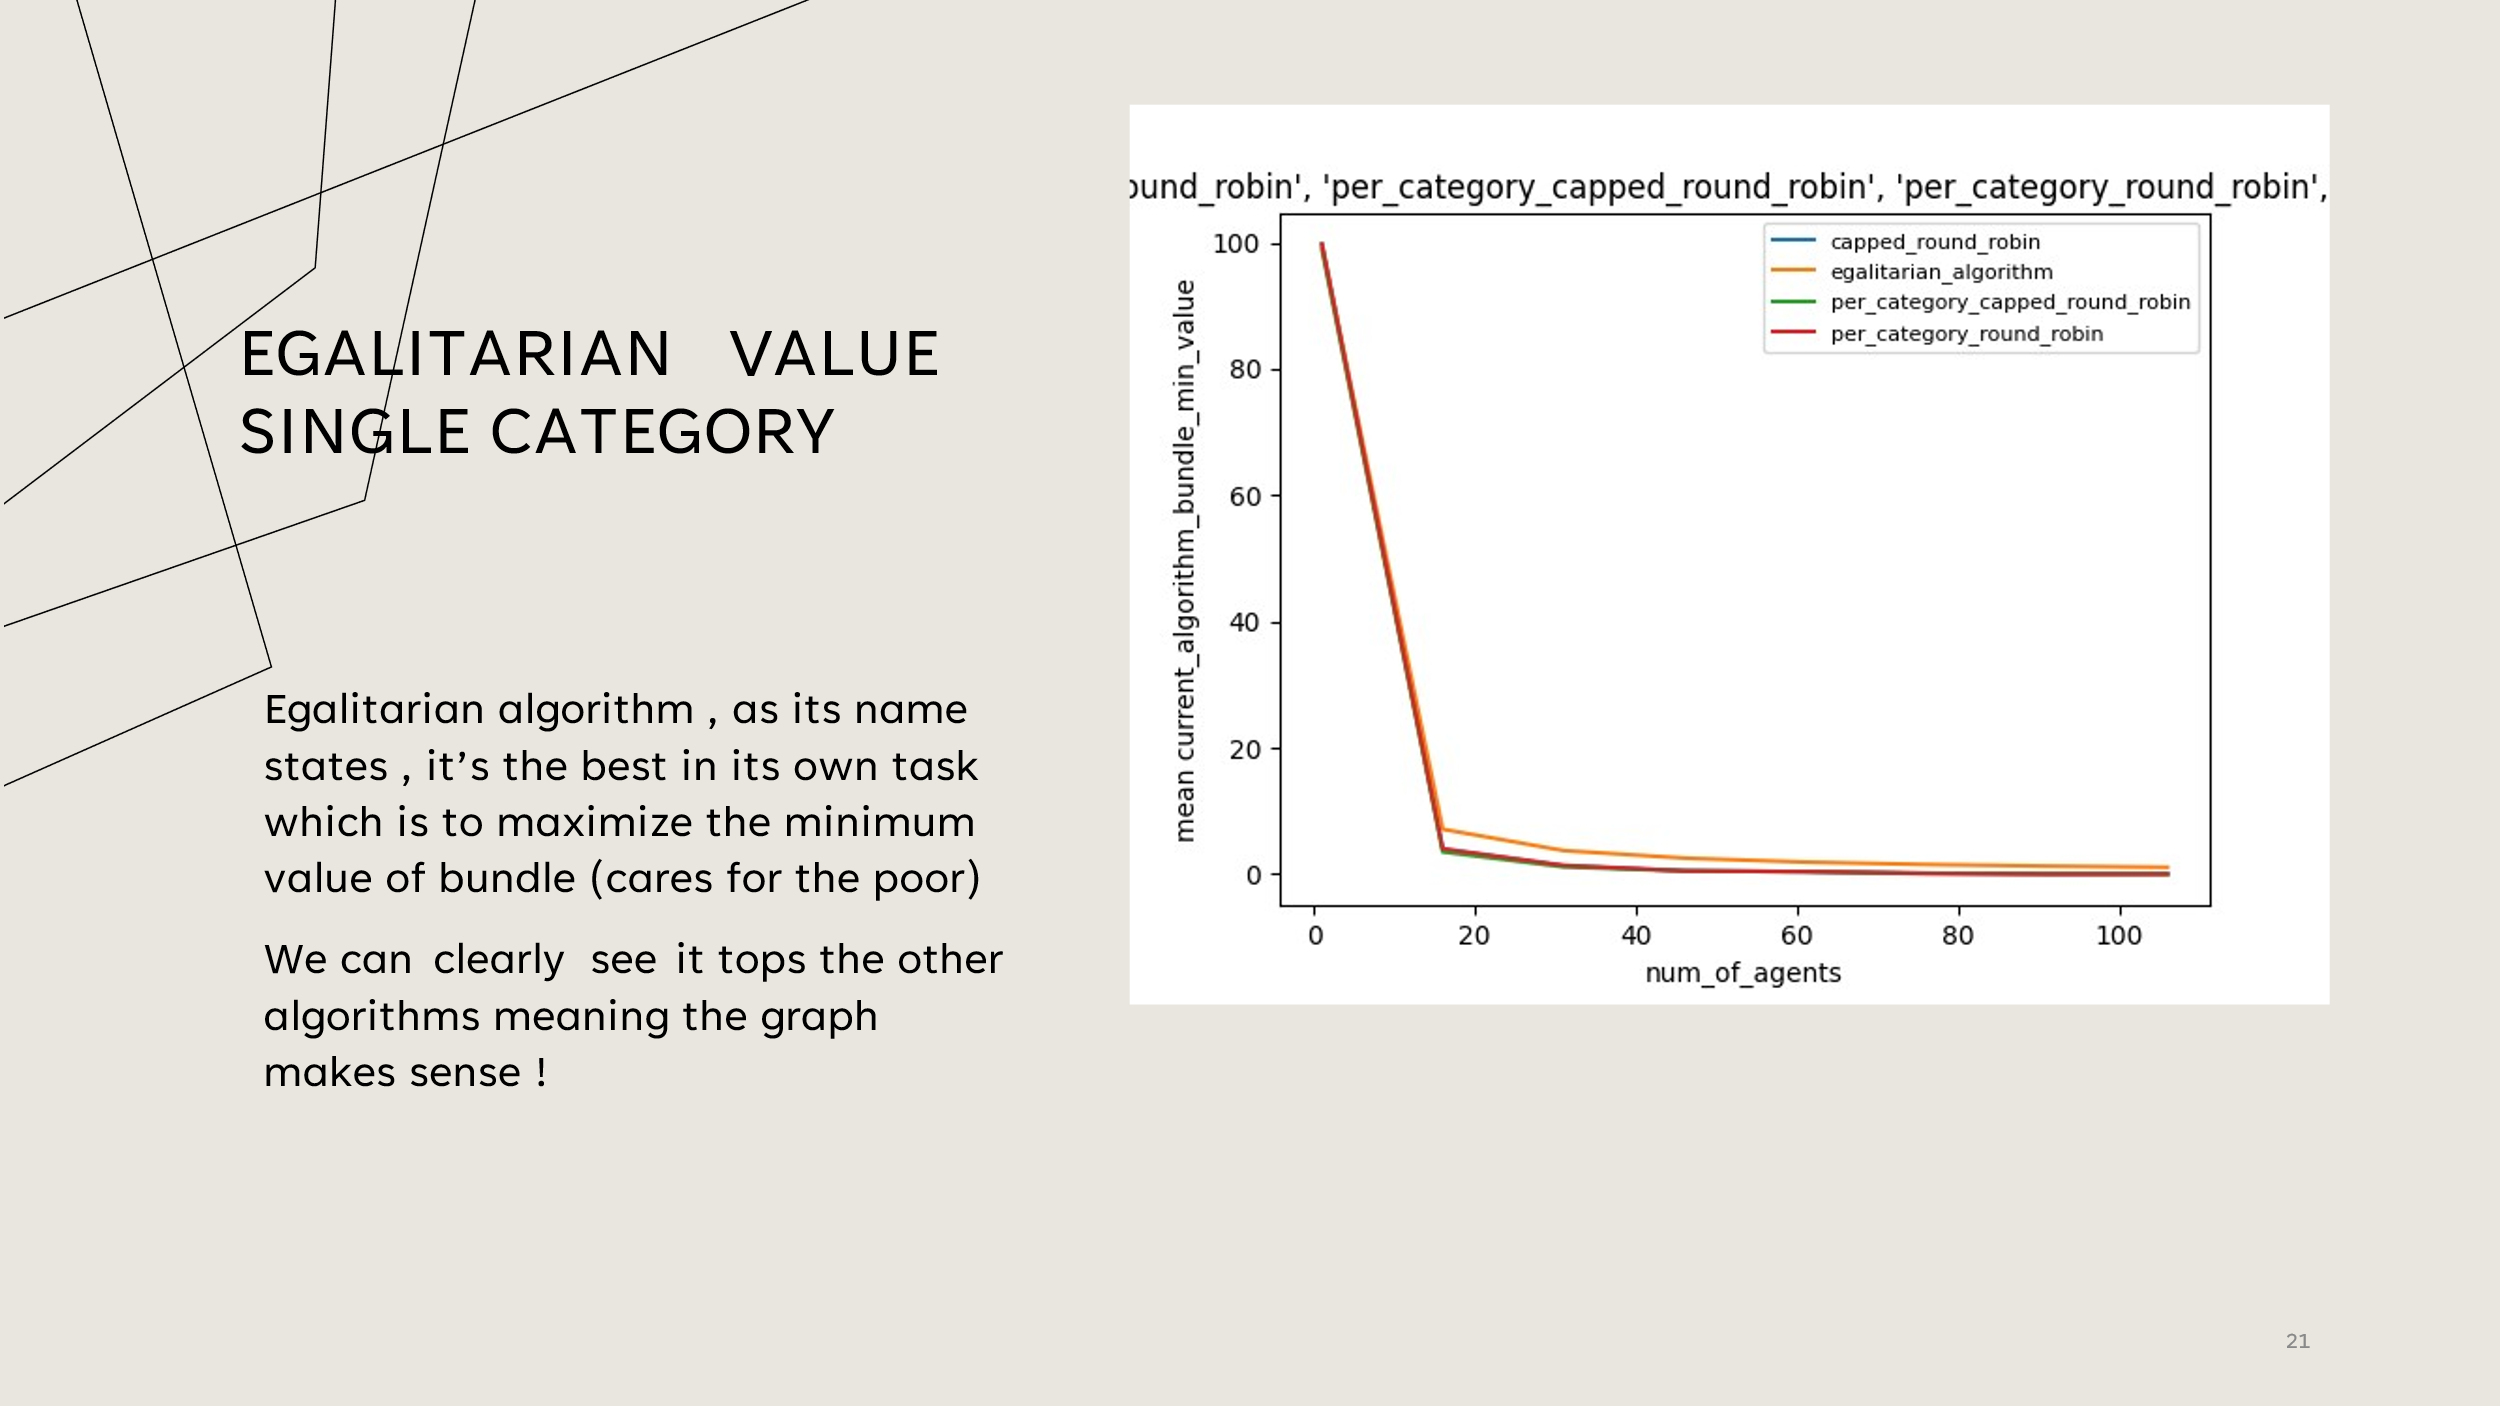 EGALITARIAN VALUE
SINGLE CATEGORY
Egalitarian algorithm , as its name
states , it’s the best in its own task
which is to maximize the minimum
value of bundle (cares for the poor)
We can clearly see it tops the other
algorithms meaning the graph
makes sense !
ound_robin', 'per_category_capped_round_robin', 'per_category_round_robin',
capped_round_robin
egalitarian_algorithm
per_category_capped_round_robin
per_category_round_robin
mean current_algorithm_bundle_min_value
100
80
60
40
20
0
0 20 40 60 80 100
num_of_agents
21